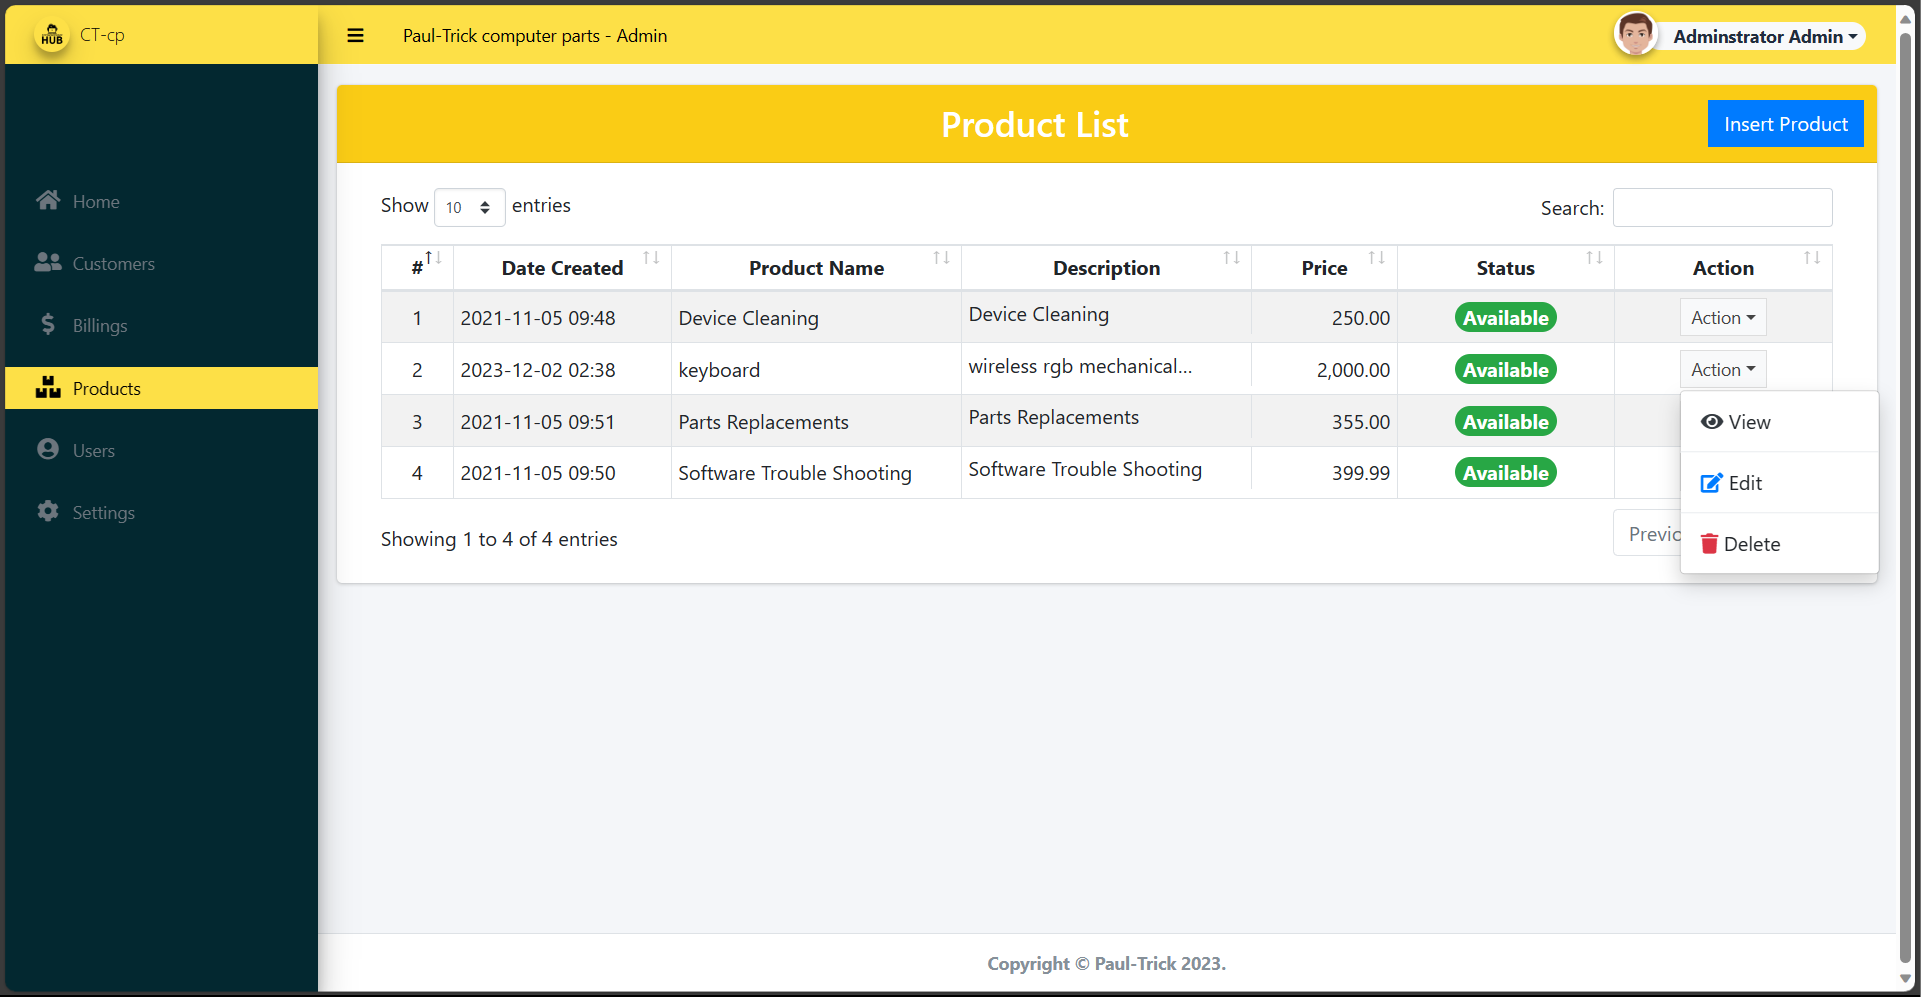 HUB CT-cp
Paul-Trick computer parts - Admin
Adminstrator Admin
Home
Customers
Billings
Products
Users
Settings
Product List
Insert Product
Show 10 entries
Search:
# Date Created Product Name Description Price Status Action
1 2021-11-05 09:48 Device Cleaning Device Cleaning 250.00 Available Action
2 2023-12-02 02:38 keyboard wireless rgb mechanical... 2,000.00 Available Action
3 2021-11-05 09:51 Parts Replacements Parts Replacements 355.00 Available
4 2021-11-05 09:50 Software Trouble Shooting Software Trouble Shooting 399.99 Available
View
Edit
Delete
Showing 1 to 4 of 4 entries
Previo
Copyright © Paul-Trick 2023.